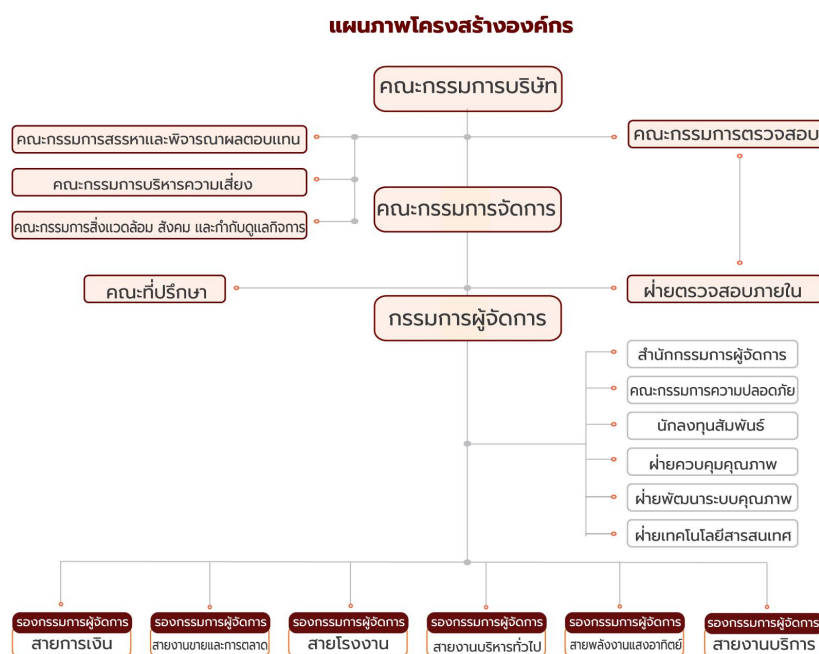 แผนภาพโครงสร้างองค์กร
คณะกรรมการบริษัท
คณะกรรมการสรรหาและพิจารณาผลตอบแทน
คณะกรรมการตรวจสอบ
คณะกรรมการบริหารความเสี่ยง
คณะกรรมการจัดการ
คณะกรรมการสิ่งแวดล้อม สังคม และกำกับดูแลกิจการ
คณะที่ปรึกษา
ฝ่ายตรวจสอบภายใน
กรรมการผู้จัดการ
สำนักกรรมการผู้จัดการ
คณะกรรมการความปลอดภัย
นักลงทุนสัมพันธ์
ฝ่ายควบคุมคุณภาพ
ฝ่ายพัฒนาระบบคุณภาพ
ฝ่ายเทคโนโลยีสารสนเทศ
รองกรรมการผู้จัดการ
สายการเงิน
รองกรรมการผู้จัดการ
สายงานขายและการตลาด
รองกรรมการผู้จัดการ
สายโรงงาน
รองกรรมการผู้จัดการ
สายงานบริหารทั่วไป
รองกรรมการผู้จัดการ
สายพลังงานแสงอาทิตย์
รองกรรมการผู้จัดการ
สายงานบริการ